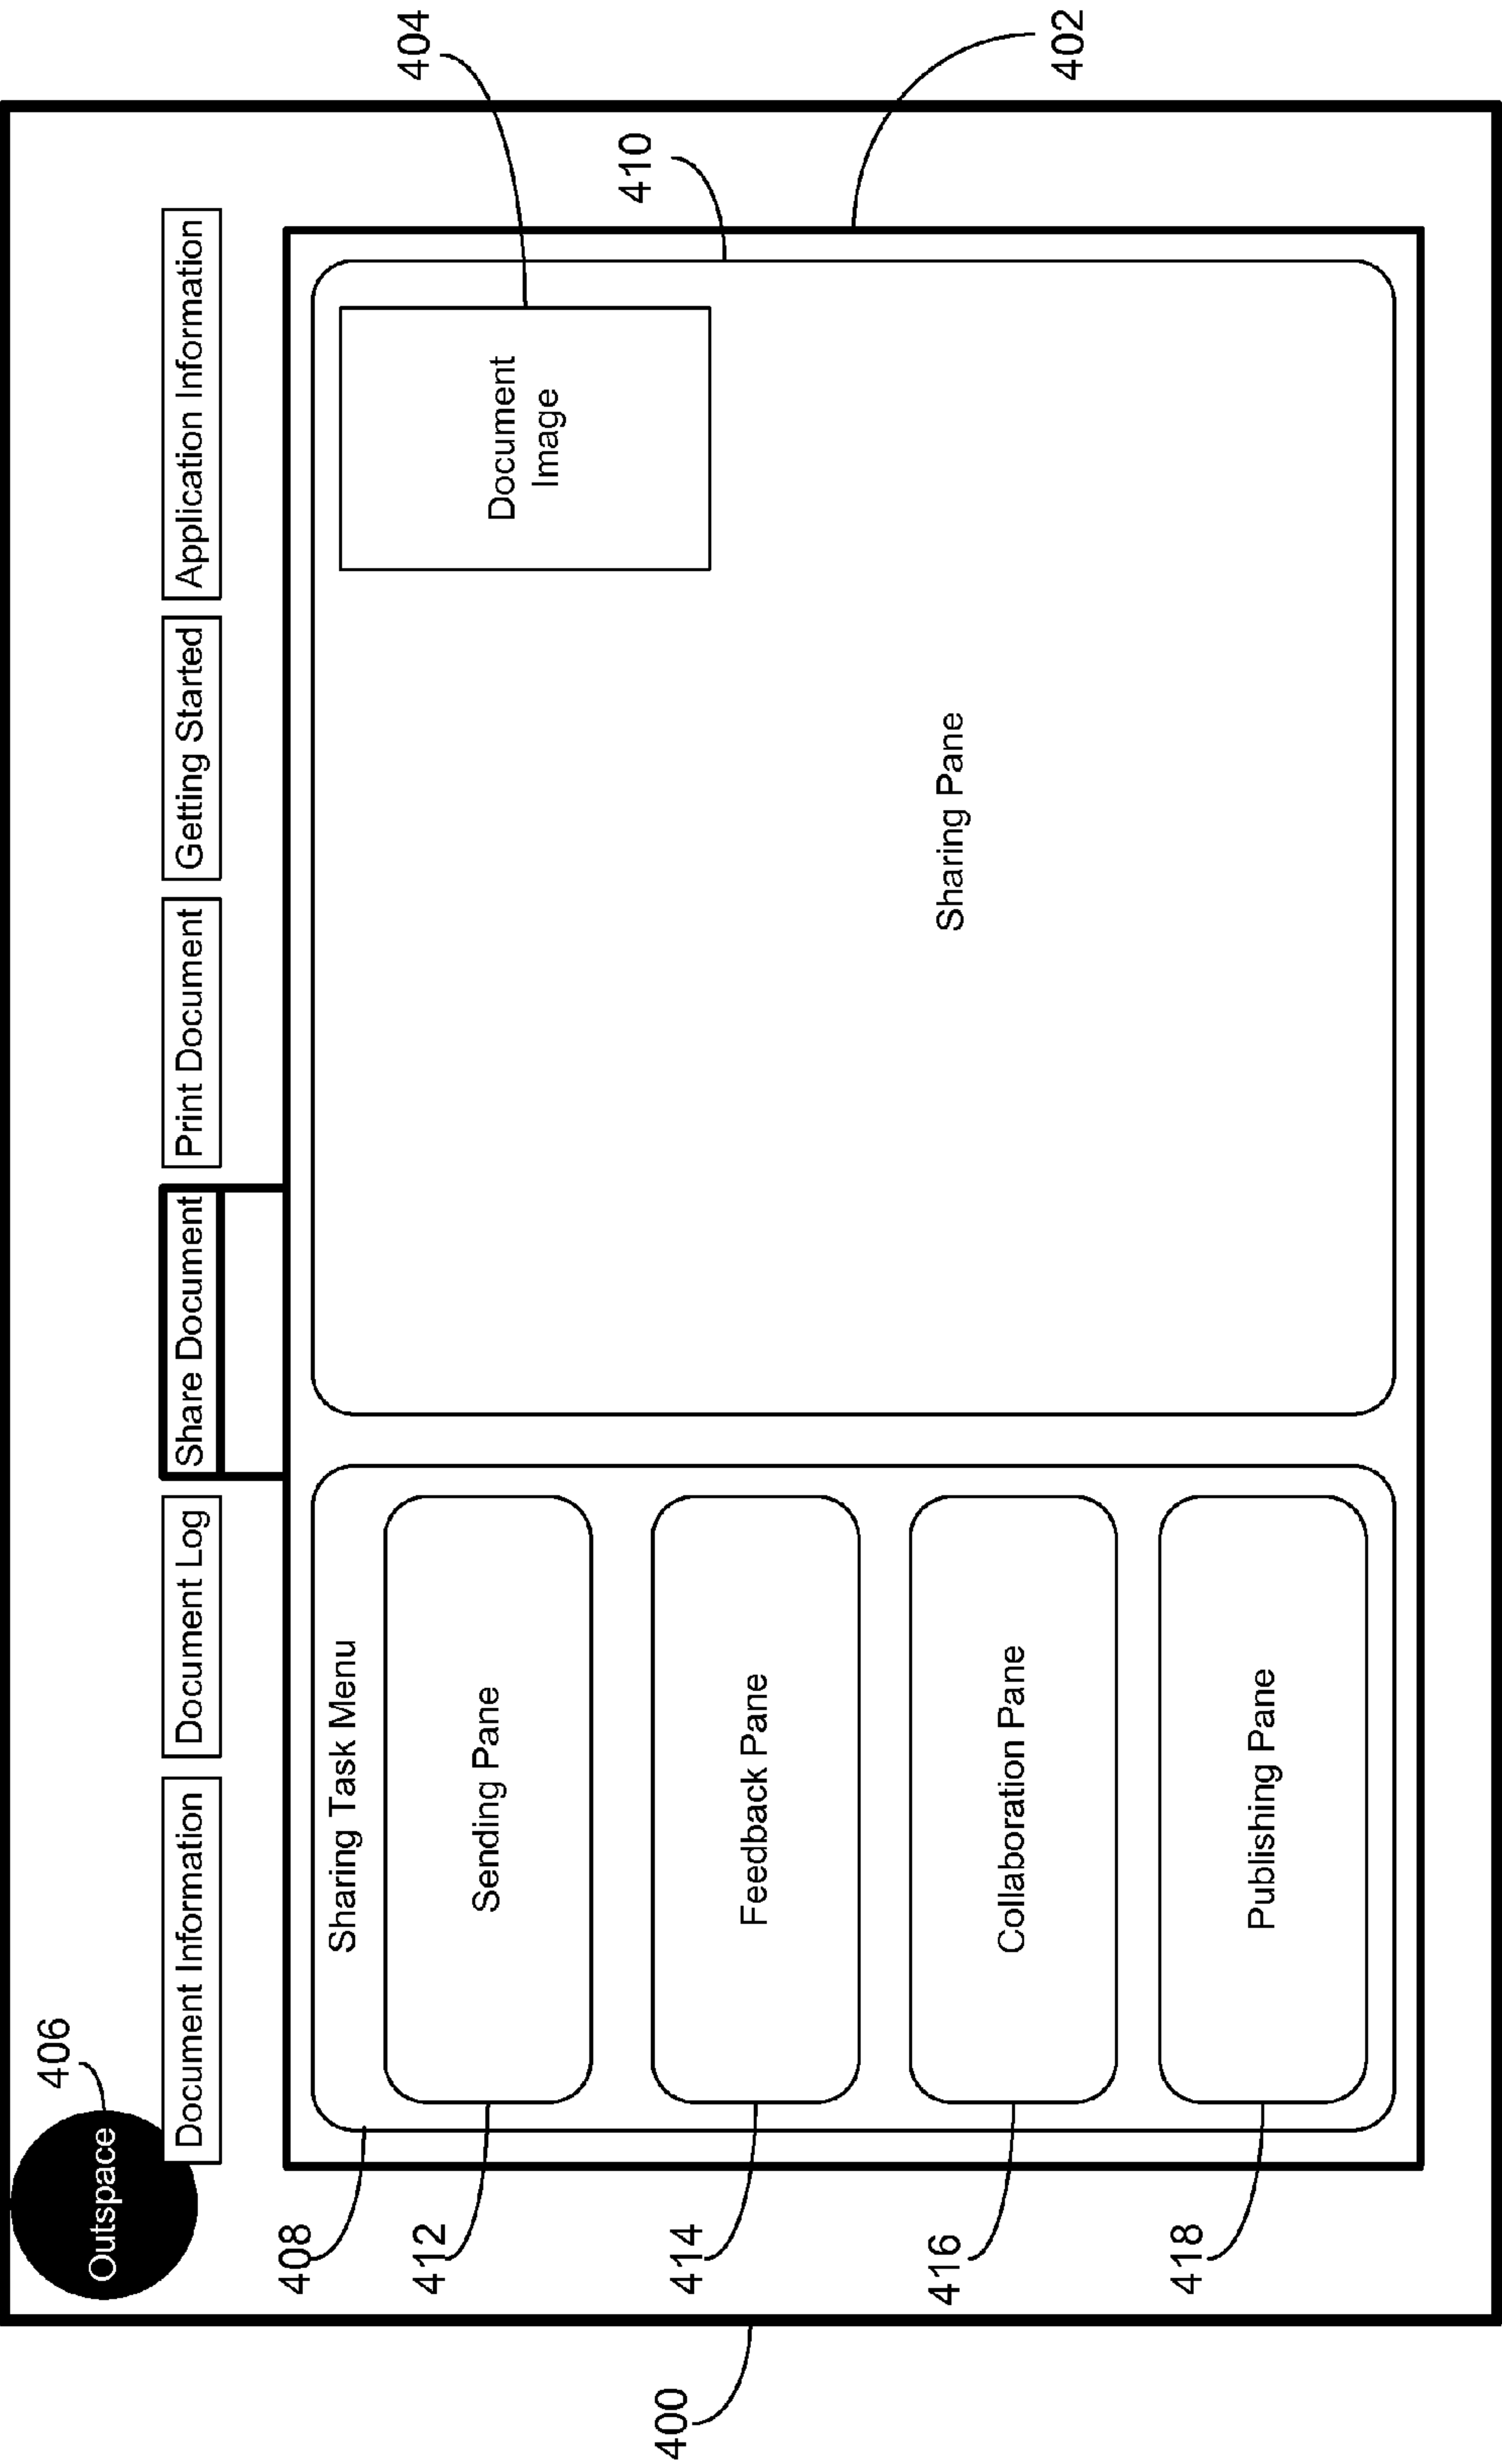 406
Outspace
Document Information
Document Log
Share Document
Print Document
Getting Started
Application Information
404
408
Sharing Task Menu
412
Sending Pane
414
Feedback Pane
416
Collaboration Pane
418
Publishing Pane
Document
Image
410
Sharing Pane
402
400